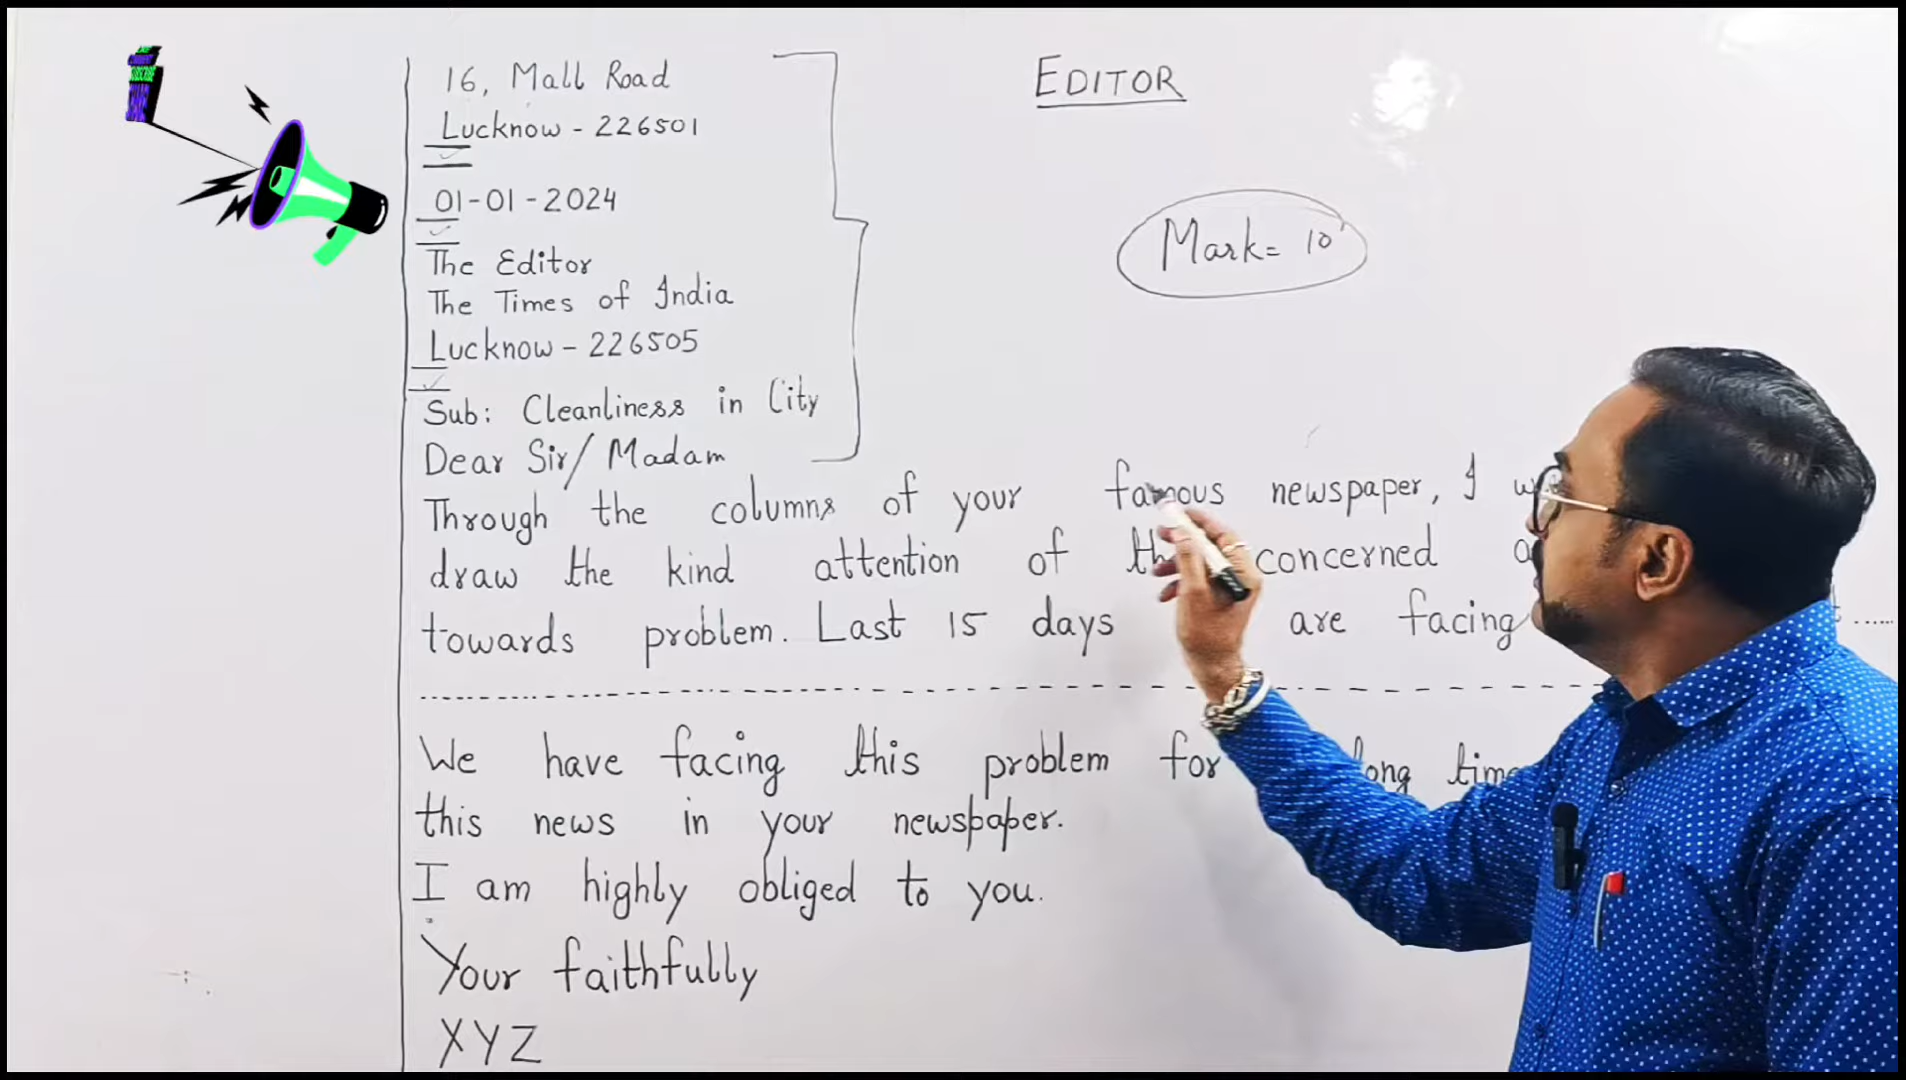 16, Mall Road
Lucknow - 226501
01-01-2024
The Editor
The Times of India
Lucknow - 226505
Sub: Cleanliness in City
Dear Sir/ Madam
Through the columns of your famous newspaper, I
draw the kind attention of concerned
towards problem. Last 15 days are facing
We have facing this problem for long
this news in your newspaper.
I am highly obliged to you.
Your faithfully
XYZ
EDITOR
Mark = 10
SUBSCRIBE